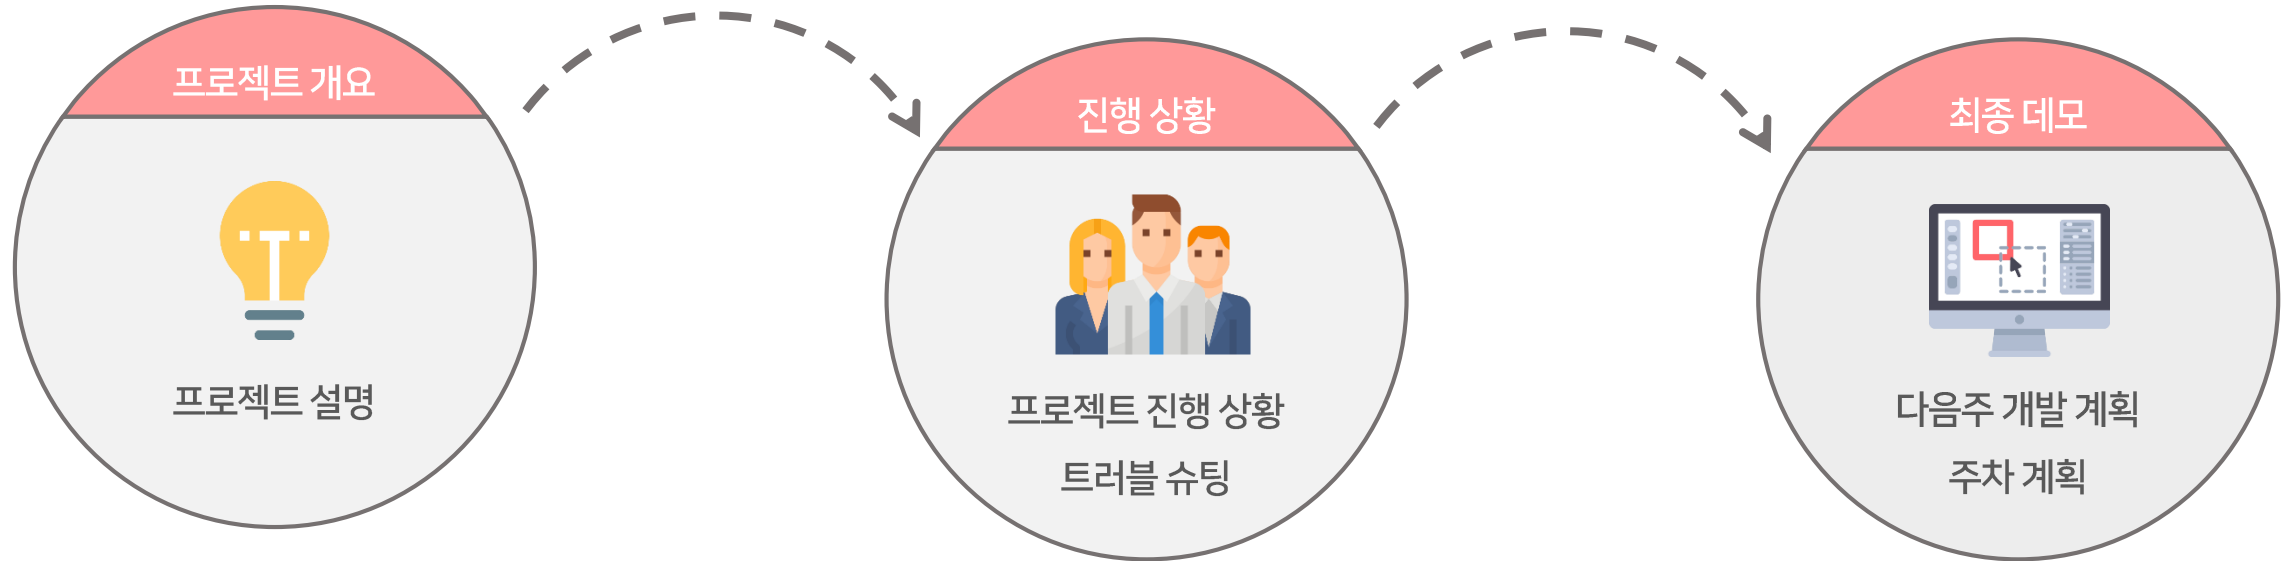 프로젝트 개요
프로젝트 설명
진행 상황
프로젝트 진행 상황
트러블 슈팅
최종 데모
다음주 개발 계획
주차 계획